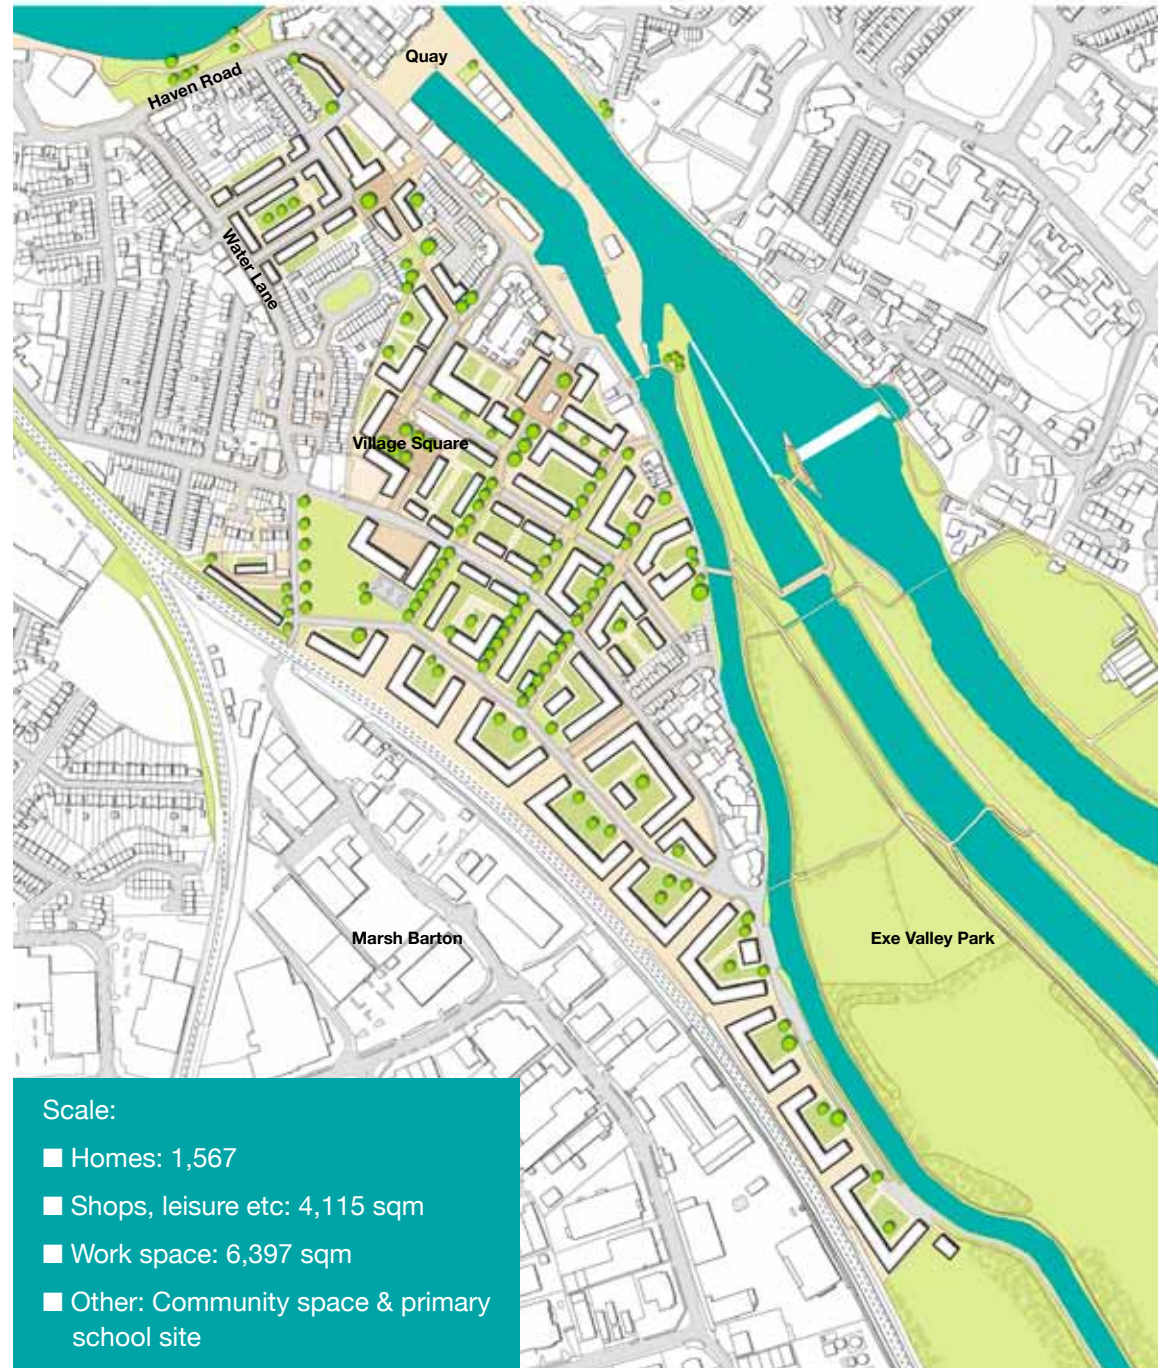 Quay
Haven Road
Water Lane
Village Square
Marsh Barton
Exe Valley Park
Scale:
■ Homes: 1,567
■ Shops, leisure etc: 4,115 sqm
■ Work space: 6,397 sqm
■ Other: Community space & primary
school site